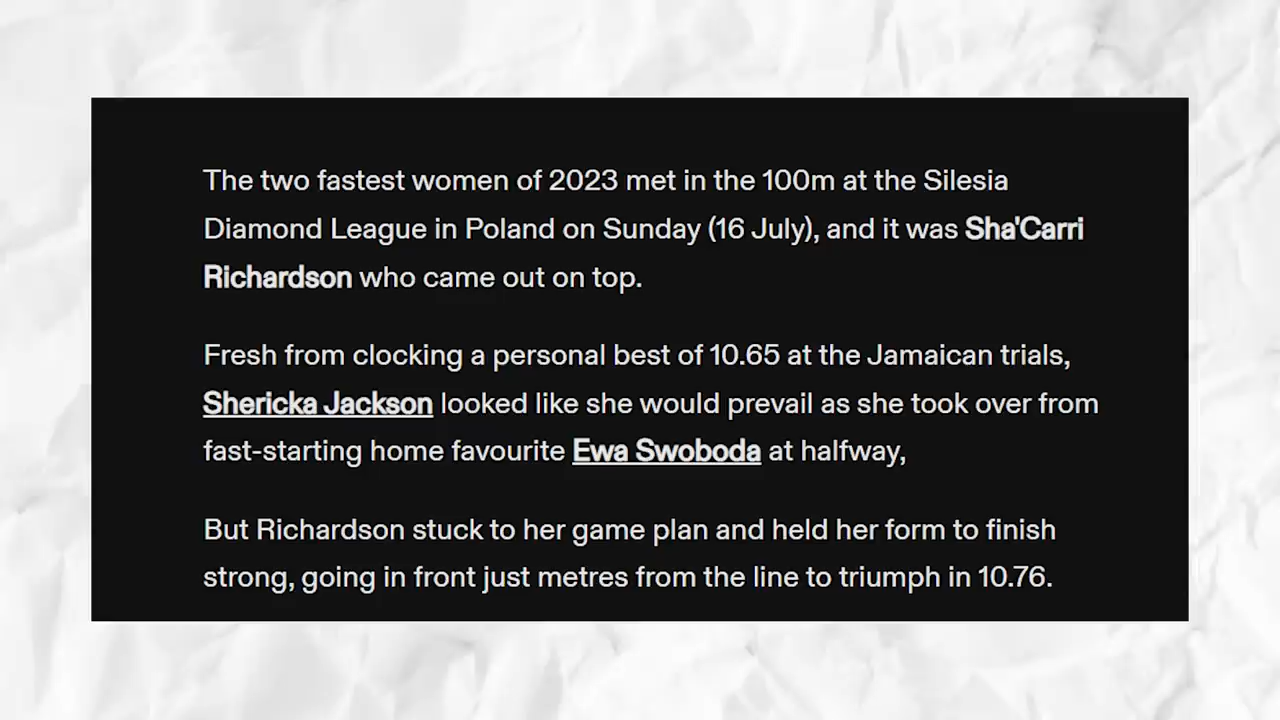 The two fastest women of 2023 met in the 100m at the Silesia
Diamond League in Poland on Sunday (16 July), and it was Sha'Carri
Richardson who came out on top.
Fresh from clocking a personal best of 10.65 at the Jamaican trials,
Shericka Jackson looked like she would prevail as she took over from
fast-starting home favourite Ewa Swoboda at halfway,
But Richardson stuck to her game plan and held her form to finish
strong, going in front just metres from the line to triumph in 10.76.